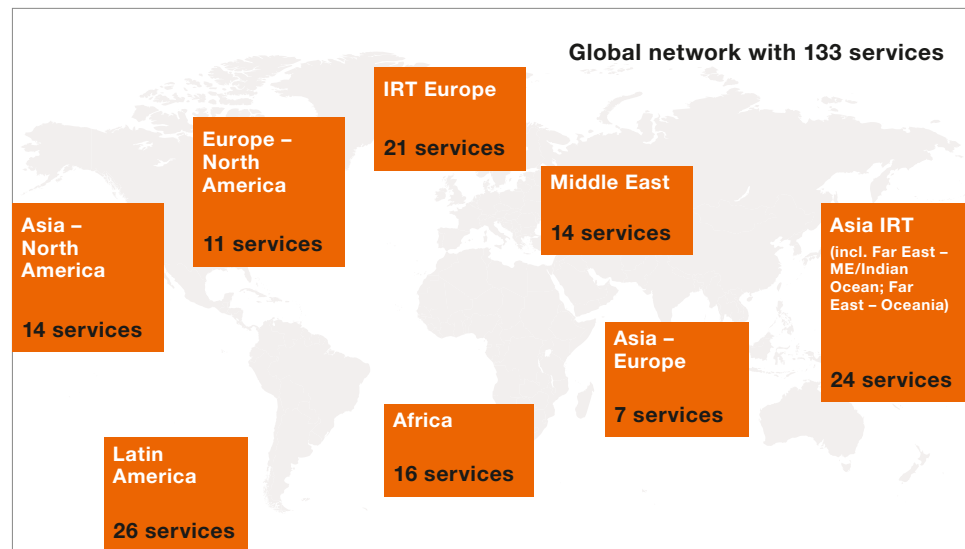 Global network with 133 services
IRT Europe
21 services
Europe –
North
America
11 services
Middle East
14 services
Asia –
North
America
14 services
Asia IRT
(incl. Far East –
ME/Indian
Ocean; Far
East – Oceania)
24 services
Asia –
Europe
7 services
Africa
16 services
Latin
America
26 services